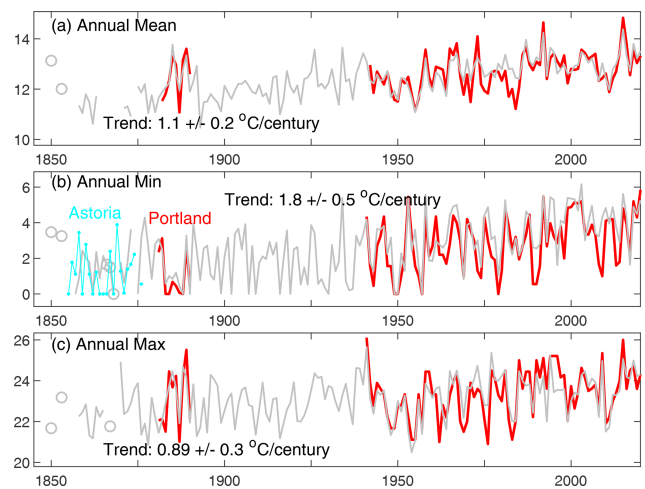 (a) Annual Mean
14
12
10
Trend: 1.1 +/- 0.2 °C/century
1850 1900 1950 2000
(b) Annual Min
Trend: 1.8 +/- 0.5 °C/century
6
Astoria Portland
4
2
0
1850 1900 1950 2000
26
(c) Annual Max
24
22
Trend: 0.89 +/- 0.3 °C/century
20
1850 1900 1950 2000